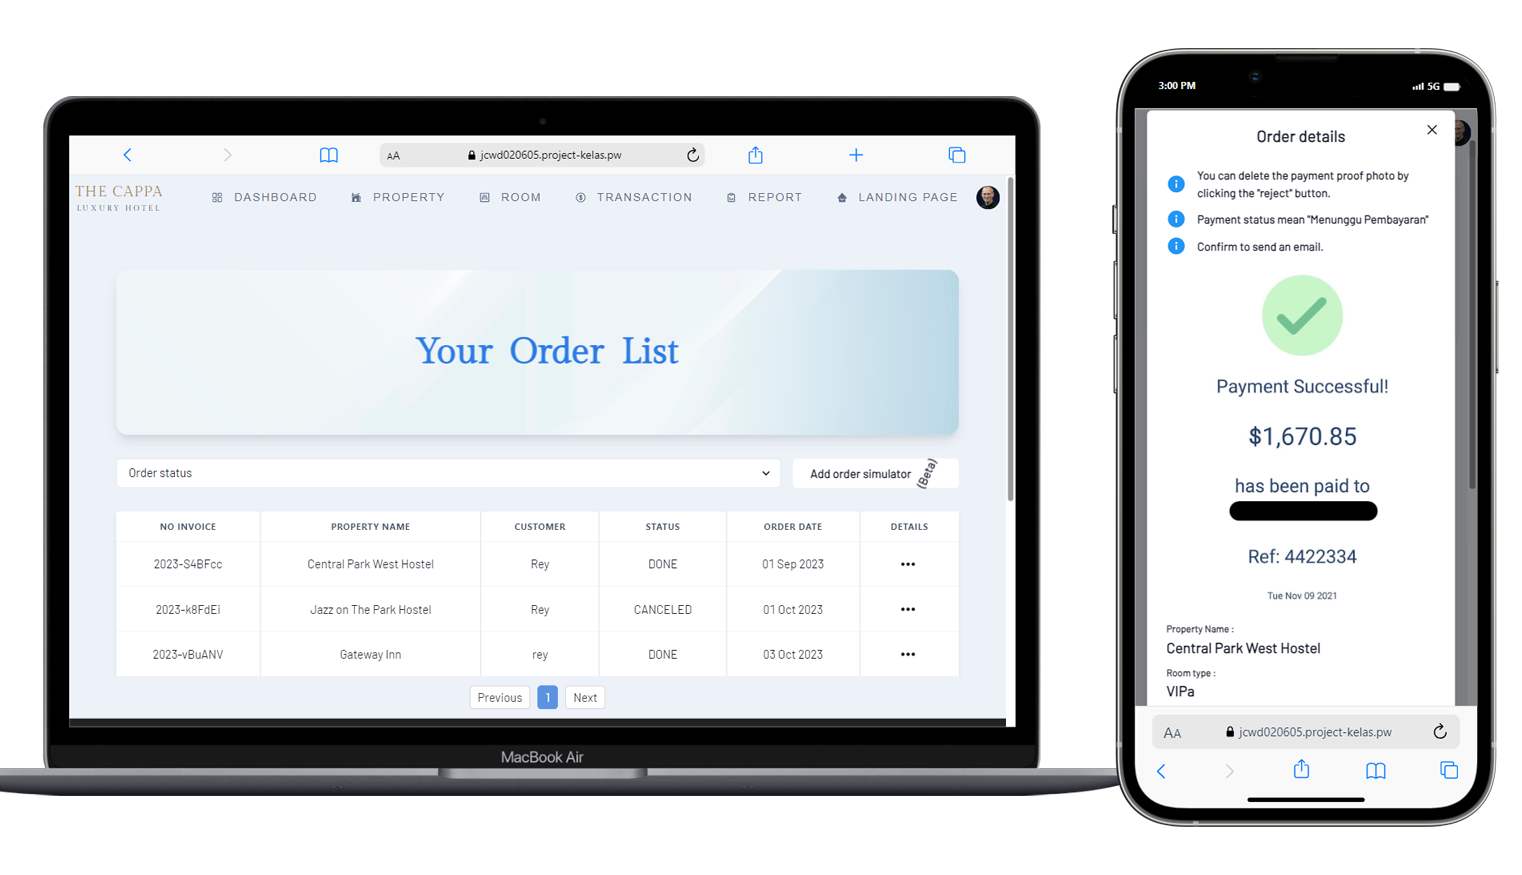 AA
jcwd020605.project-kelas.pw
THE CAPPA
LUXURY HOTEL
DASHBOARD
PROPERTY
ROOM
TRANSACTION
REPORT
LANDING PAGE
Your Order List
Order status
Add order simulator
(Beta)
NO INVOICE PROPERTY NAME CUSTOMER STATUS ORDER DATE DETAILS
2023-S4BFcc Central Park West Hostel Rey DONE 01 Sep 2023 •••
2023-k8FdEi Jazz on The Park Hostel Rey CANCELED 01 Oct 2023 •••
2023-vBuANV Gateway Inn rey DONE 03 Oct 2023 •••
Previous 1 Next
MacBook Air
3:00 PM
5G
Order details
You can delete the payment proof photo by
clicking the "reject" button.
Payment status mean "Menunggu Pembayaran"
Confirm to send an email.
Payment Successful!
$1,670.85
has been paid to
Ref: 4422334
Tue Nov 09 2021
Property Name :
Central Park West Hostel
Room type :
VIPa
AA
jcwd020605.project-kelas.pw